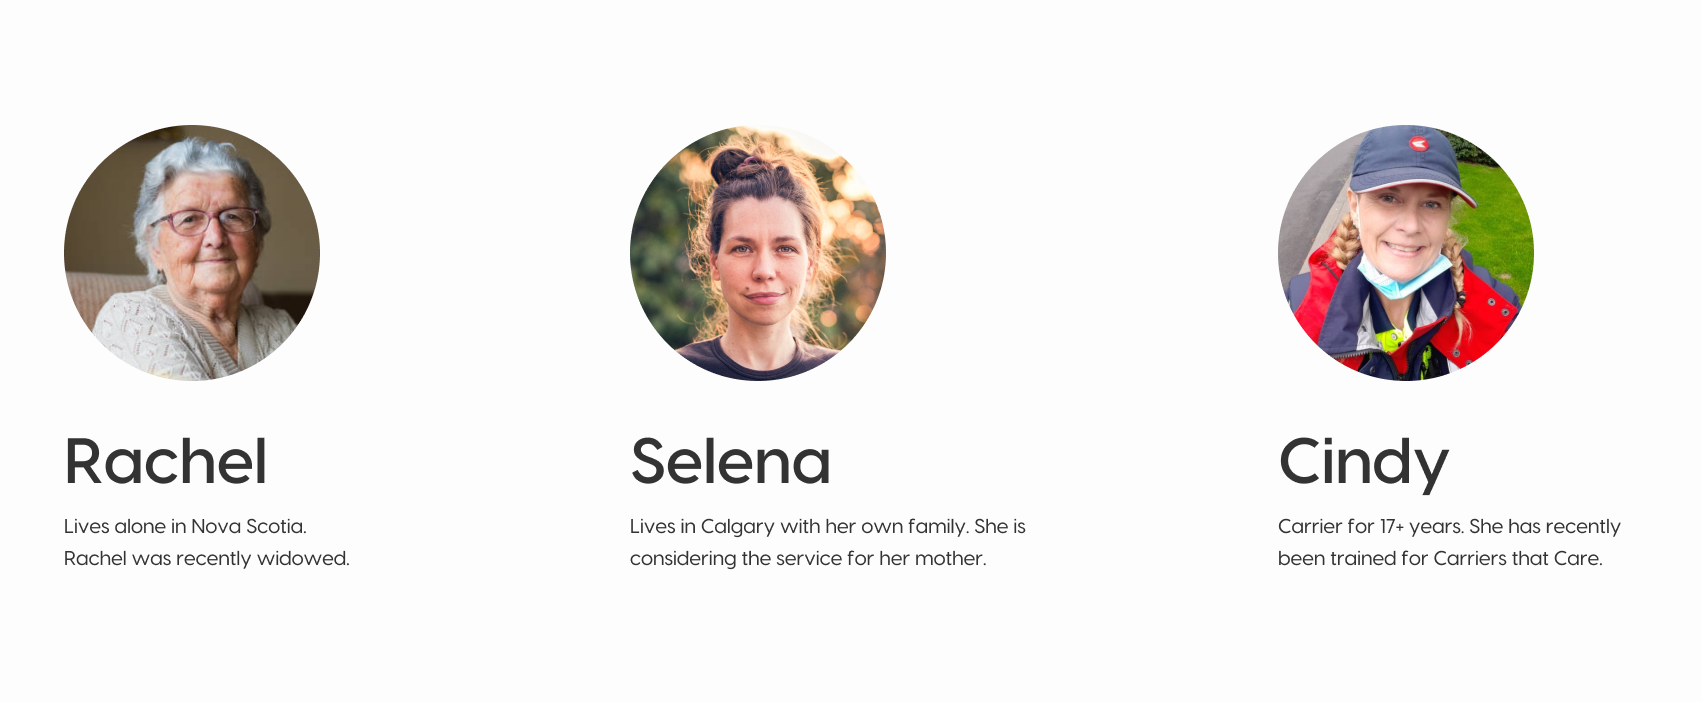 Rachel
Lives alone in Nova Scotia.
Rachel was recently widowed.
Selena
Lives in Calgary with her own family. She is
considering the service for her mother.
Cindy
Carrier for 17+ years. She has recently
been trained for Carriers that Care.